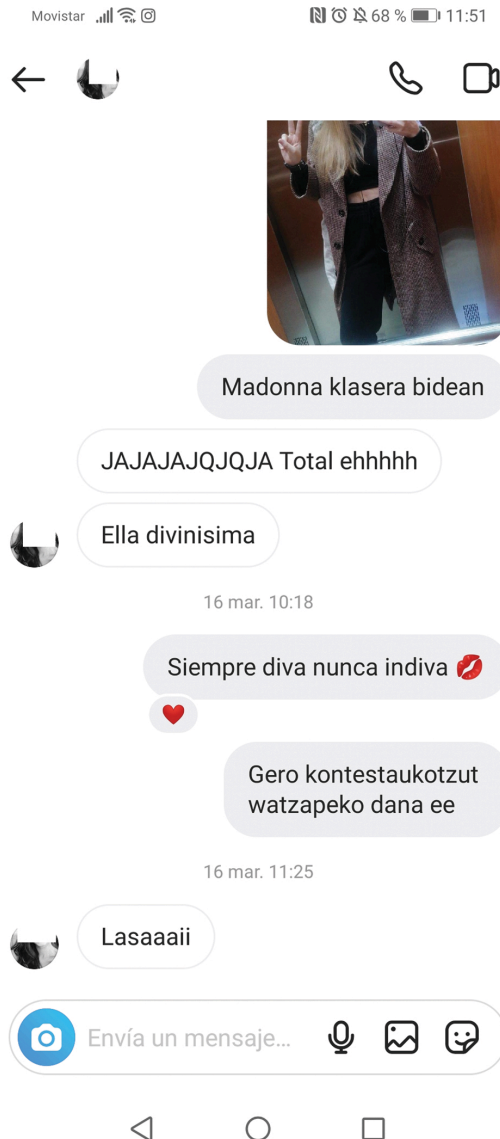 Movistar 68 % 11:51
Madonna klasera bidean
JAJAJAJQJQJA Total ehhhhh
Ella divinisima
16 mar. 10:18
Siempre diva nunca indiva 💋
❤️
Gero kontestaukotzut
watzapeko dana ee
16 mar. 11:25
Lasaaaii
Envía un mensaje...